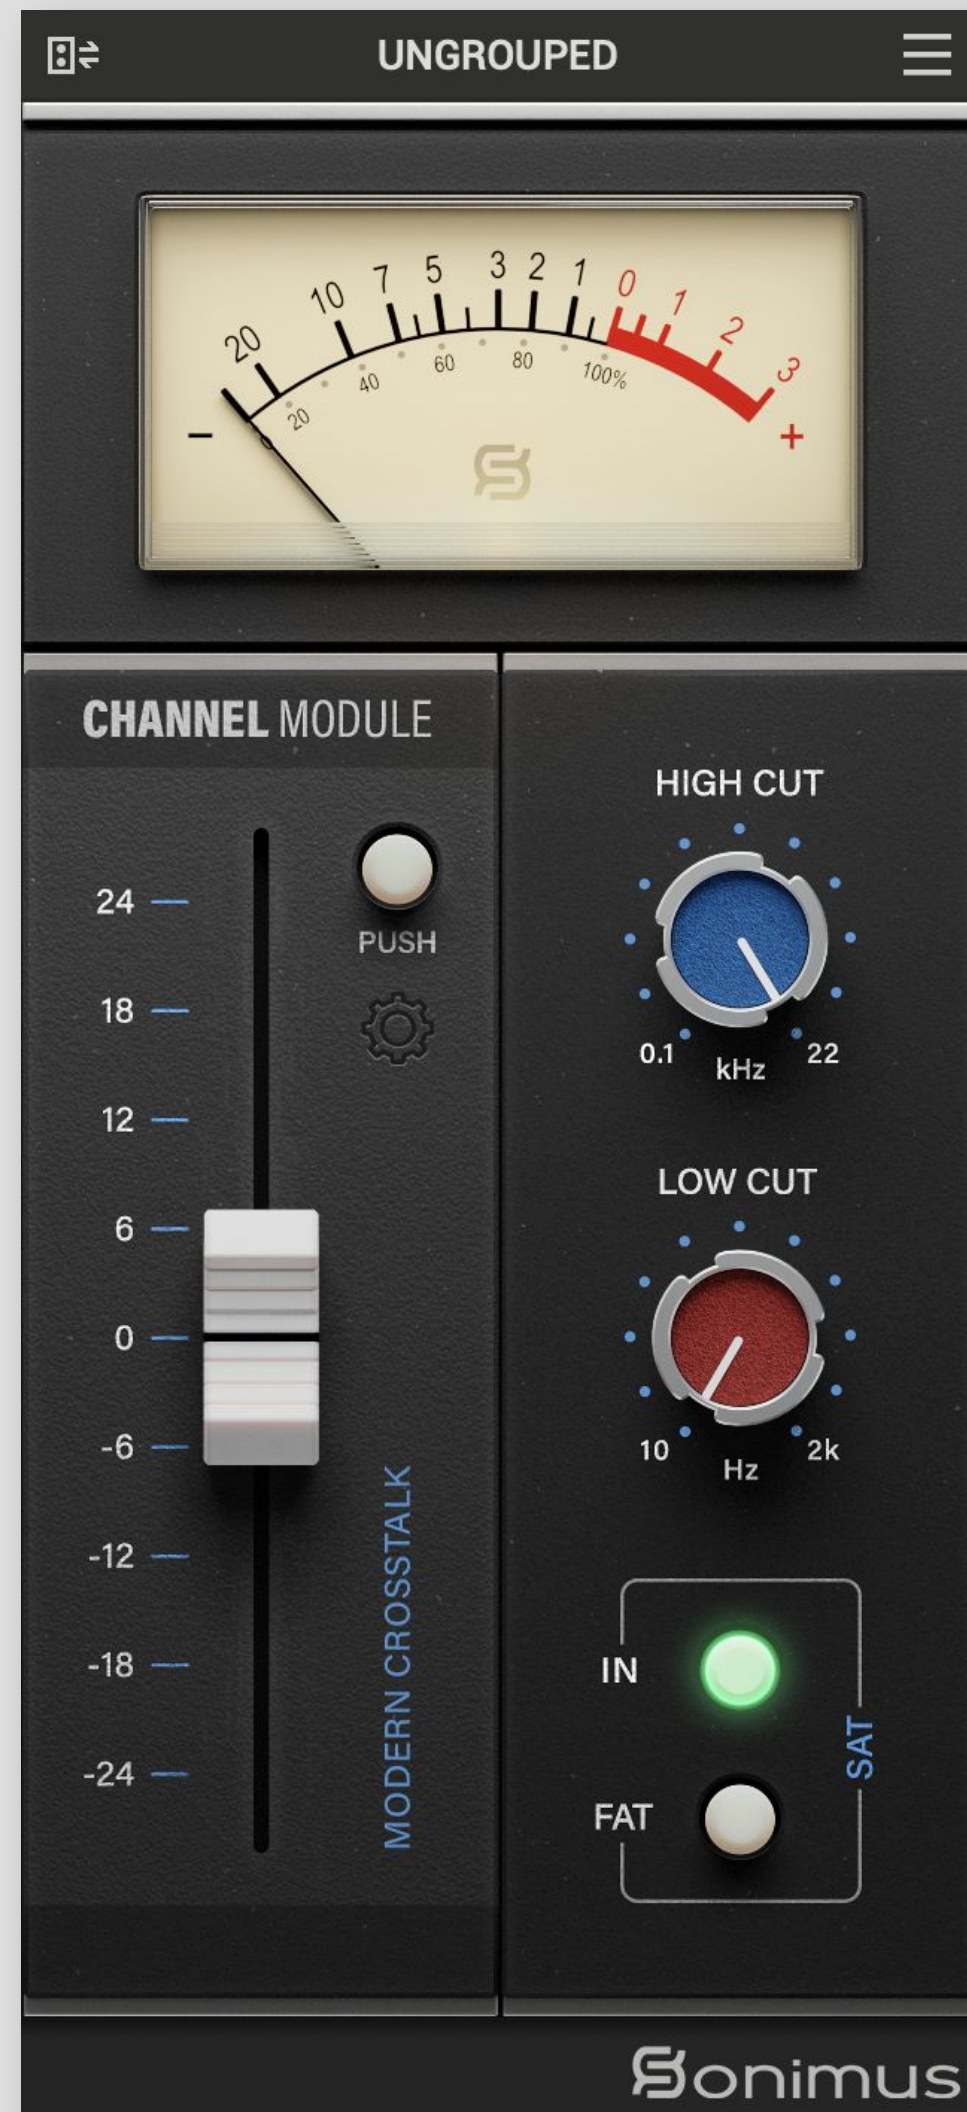 UNGROUPED
20 10 7 5 3 2 1 0 1 2 3
0 20 40 60 80 100%
− +
CHANNEL MODULE
PUSH
24
18
12
6
0
-6
-12
-18
-24
MODERN CROSSTALK
HIGH CUT
0.1 kHz 22
LOW CUT
10 Hz 2k
IN
FAT
SAT
Sonimus